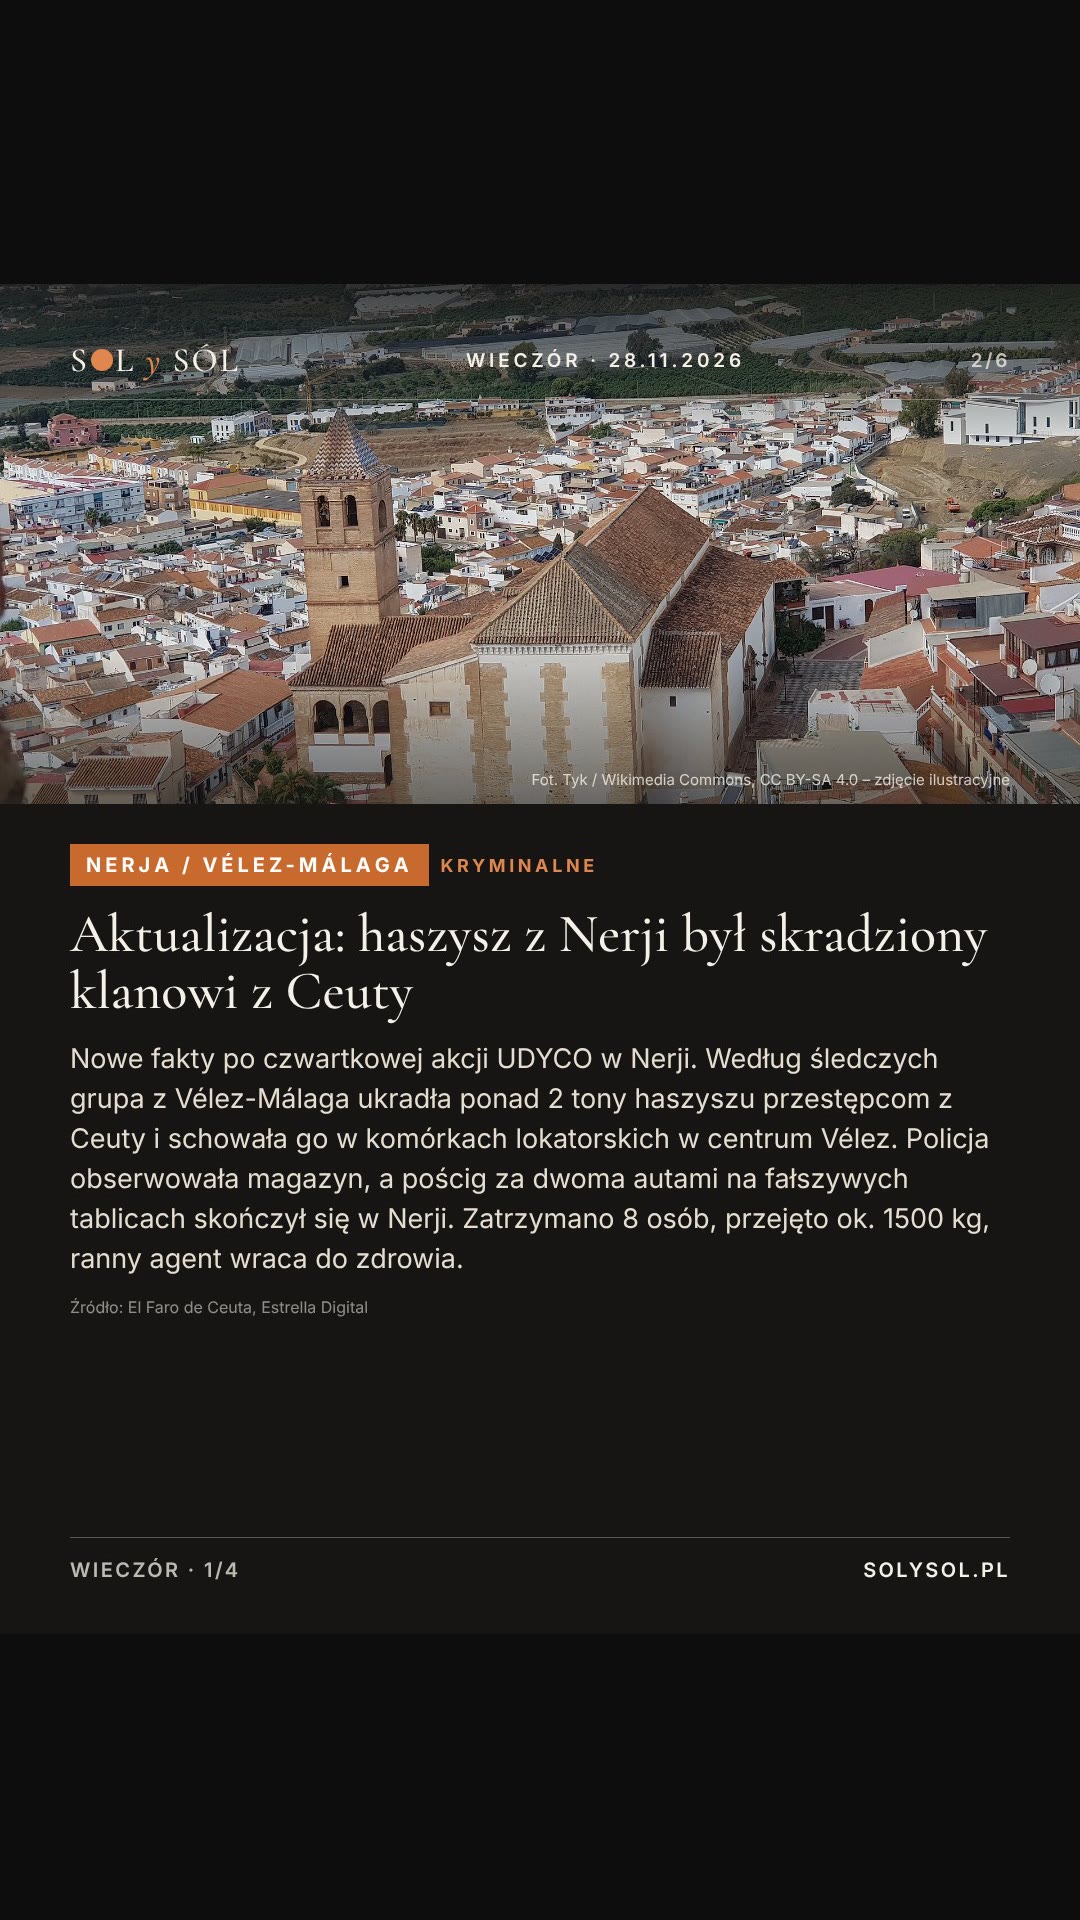 SOL y SÓL
WIECZÓR · 28.11.2026
2/6
Fot. Tyk / Wikimedia Commons, CC BY-SA 4.0 – zdjęcie ilustracyjne
NERJA / VÉLEZ-MÁLAGA
KRYMINALNE
Aktualizacja: haszysz z Nerji był skradziony
klanowi z Ceuty
Nowe fakty po czwartkowej akcji UDYCO w Nerji. Według śledczych
grupa z Vélez-Málaga ukradła ponad 2 tony haszyszu przestępcom z
Ceuty i schowała go w komórkach lokatorskich w centrum Vélez. Policja
obserwowała magazyn, a pościg za dwoma autami na fałszywych
tablicach skończył się w Nerji. Zatrzymano 8 osób, przejęto ok. 1500 kg,
ranny agent wraca do zdrowia.
Źródło: El Faro de Ceuta, Estrella Digital
WIECZÓR · 1/4
SOLYSOL.PL